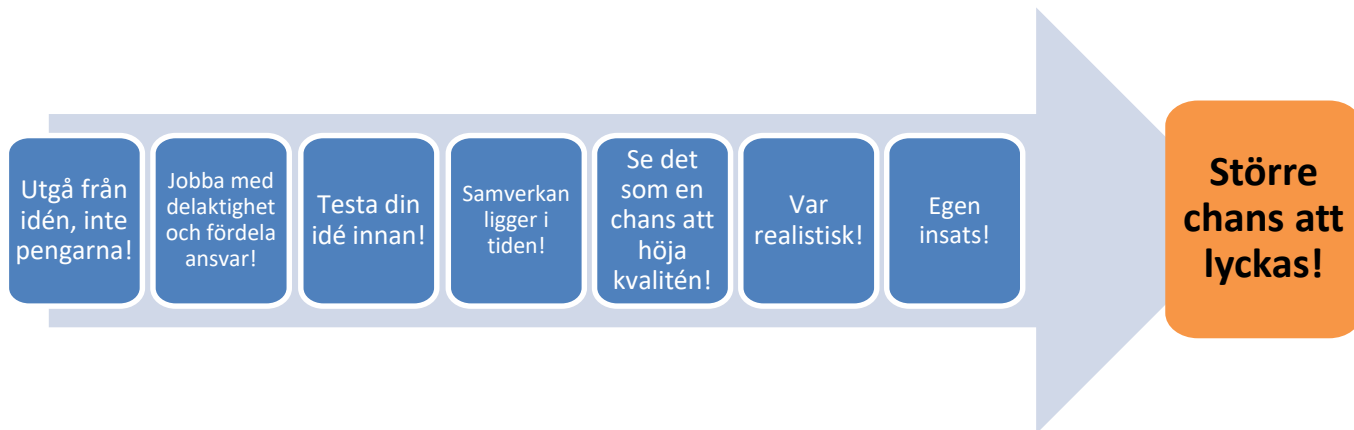 Utgå från
idén, inte
pengarna!
Jobba med
delaktighet
och fördela
ansvar!
Testa din
idé innan!
Samverkan
ligger i
tiden!
Se det
som en
chans att
höja
kvalitén!
Var
realistisk!
Egen
insats!
Större
chans att
lyckas!